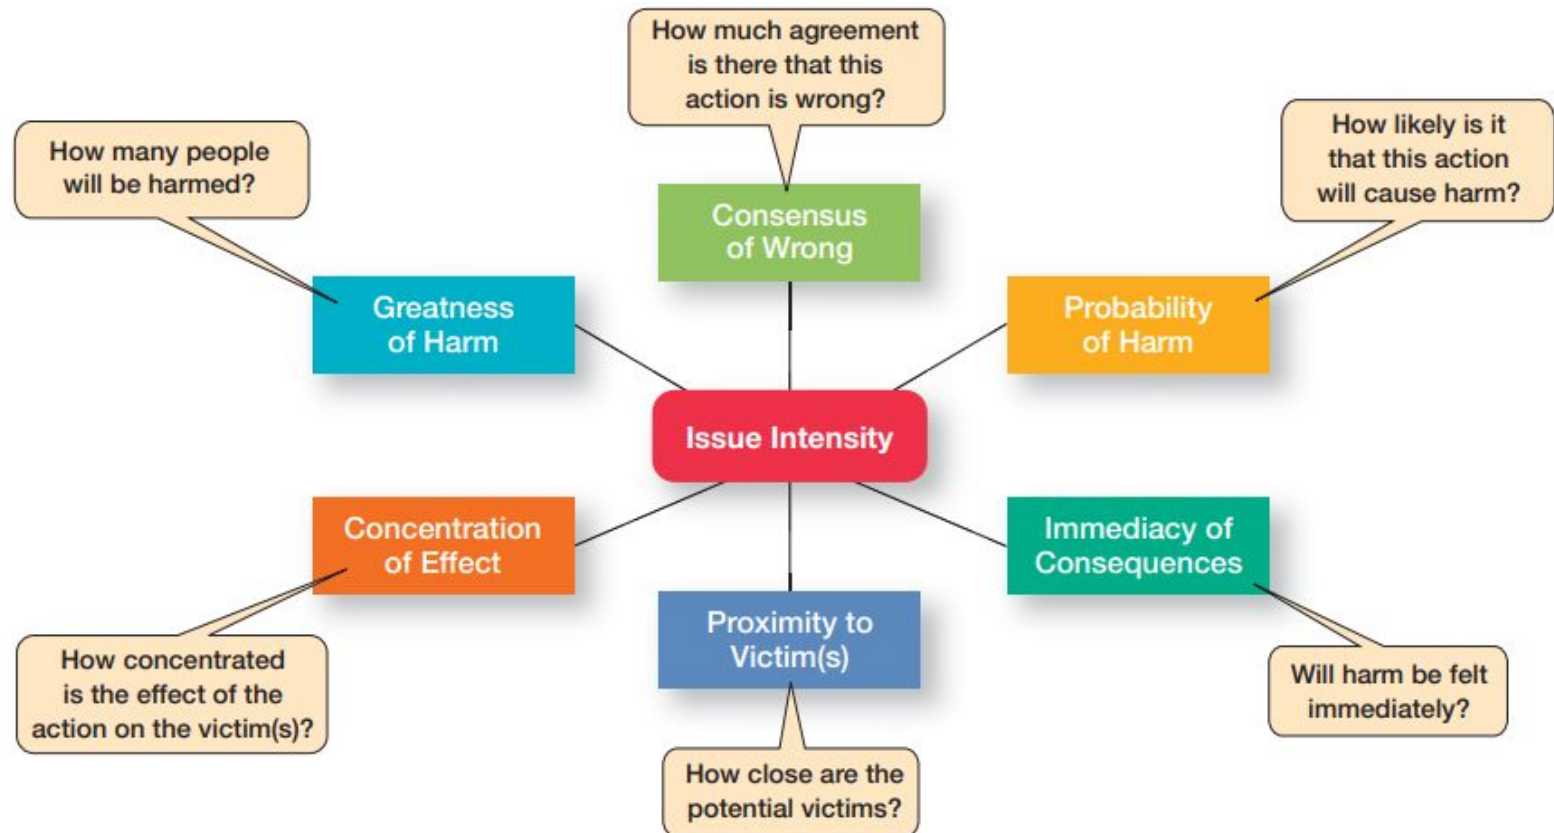 How much agreement
is there that this
action is wrong?
How many people
will be harmed?
How likely is it
that this action
will cause harm?
Consensus
of Wrong
Greatness
of Harm
Probability
of Harm
Issue Intensity
Concentration
of Effect
Immediacy of
Consequences
Proximity to
Victim(s)
How concentrated
is the effect of the
action on the victim(s)?
Will harm be felt
immediately?
How close are the
potential victims?